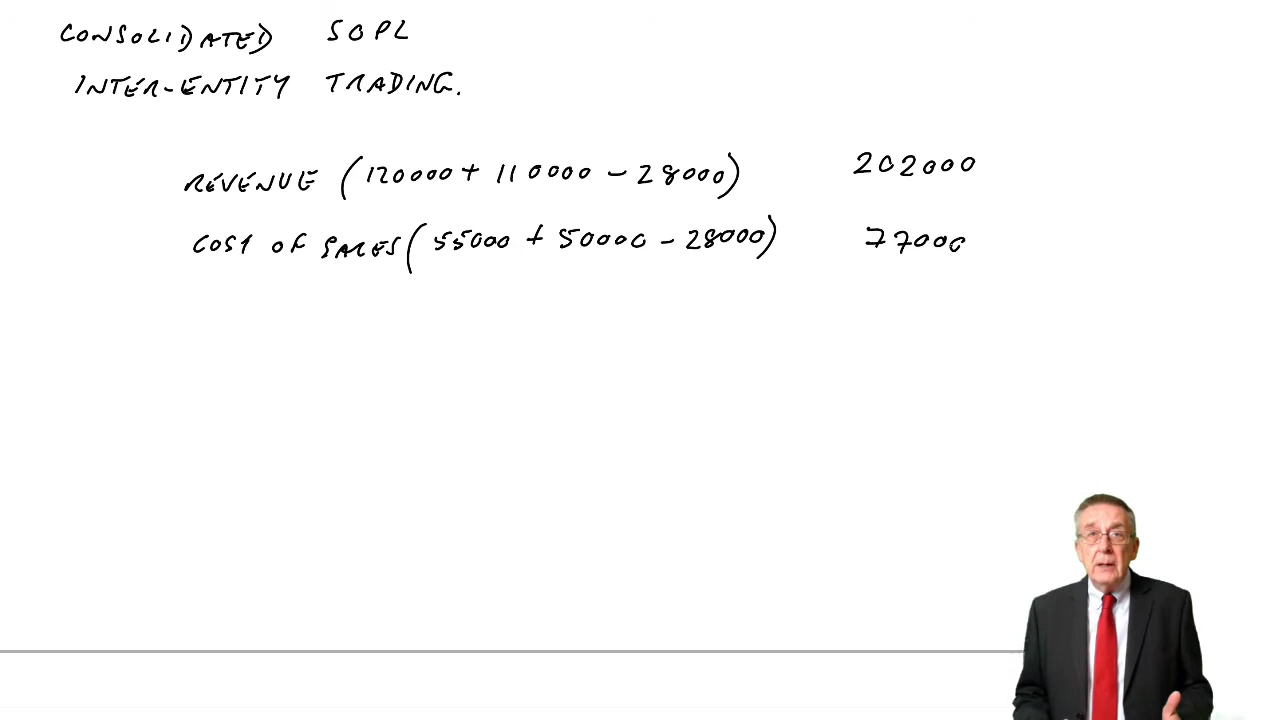 CONSOLIDATED SOPL
INTER-ENTITY TRADING.
REVENUE (120000 + 110000 - 28000) 202000
COST OF SALES (55000 + 50000 - 28000) 77000